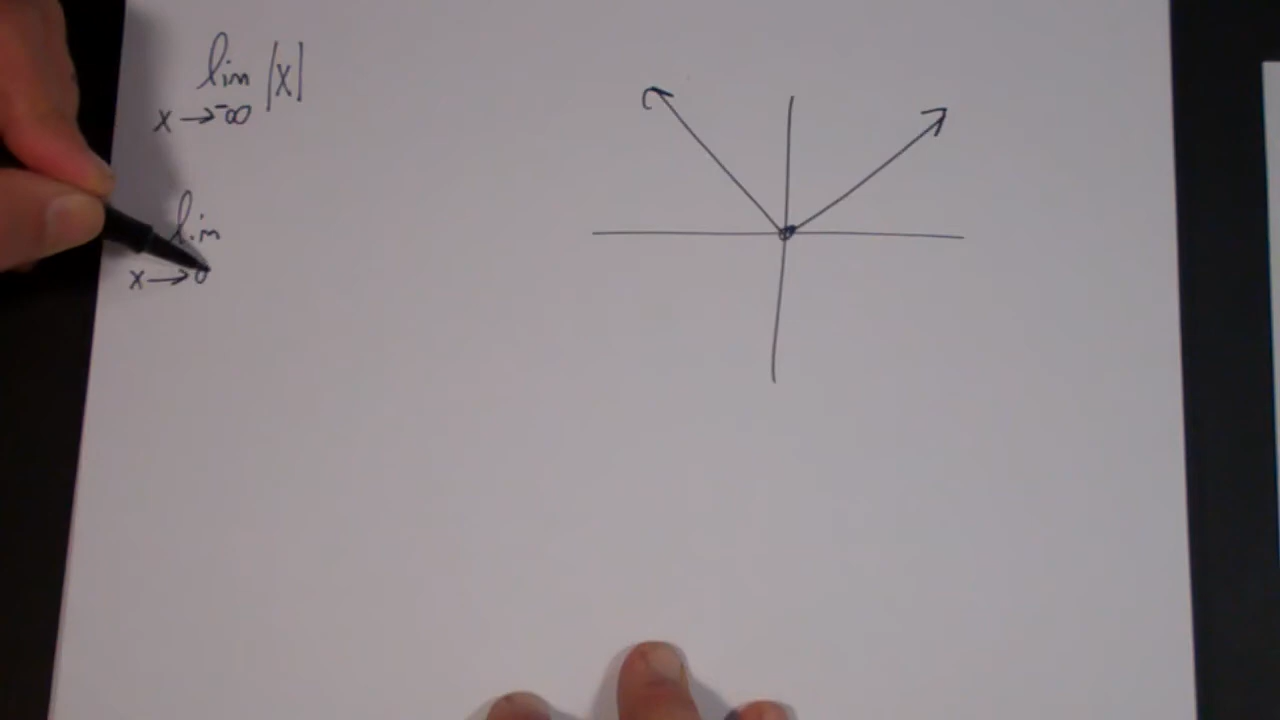 lim |x|
x→-∞
lim
x→0